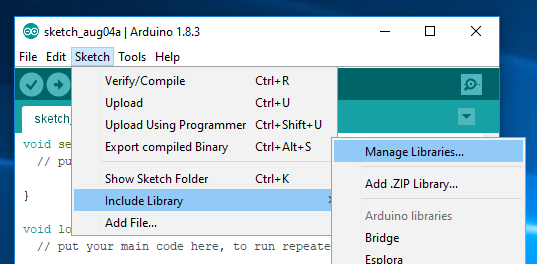 sketch_aug04a | Arduino 1.8.3
File Edit Sketch Tools Help
Verify/Compile Ctrl+R
Upload Ctrl+U
Upload Using Programmer Ctrl+Shift+U
Export compiled Binary Ctrl+Alt+S
Show Sketch Folder Ctrl+K
Include Library
Add File...
sketch_
void se
// pu
}
void lo
// put your main code here, to run repeate
Manage Libraries...
Add .ZIP Library...
Arduino libraries
Bridge
Esplora